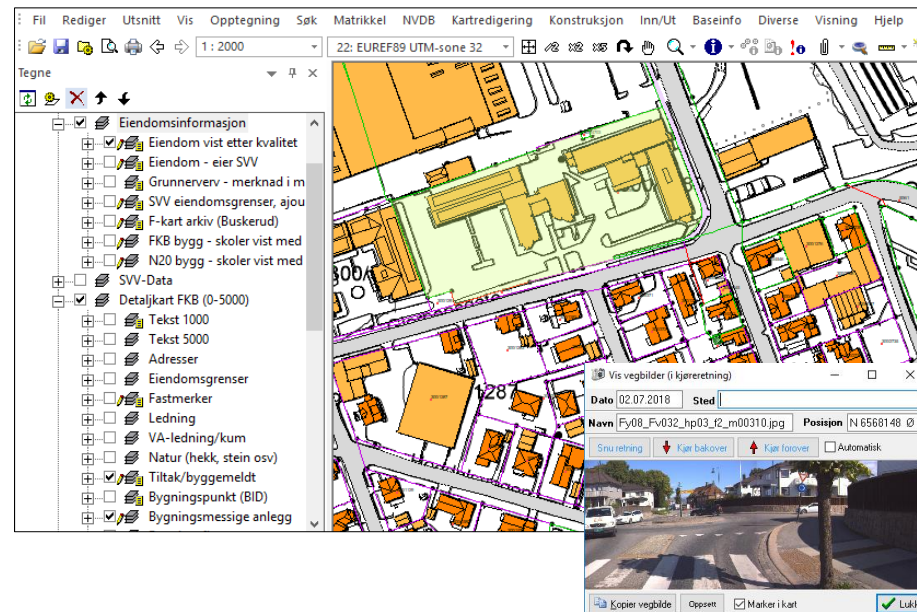 Fil Rediger Utsnitt Vis Opptegning Søk Matrikkel NVDB Kartredigering Konstruksjon Inn/Ut Baseinfo Diverse Visning Hjelp
1 : 2000 22: EUREF89 UTM-sone 32
Tegne
Eiendomsinformasjon
Eiendom vist etter kvalitet
Eiendom - eier SVV
Grunnerverv - merknad i m
SVV eiendomsgrenser, ajou
F-kart arkiv (Buskerud)
FKB bygg - skoler vist med
N20 bygg - skoler vist med
SVV-Data
Detaljkart FKB (0-5000)
Tekst 1000
Tekst 5000
Adresser
Eiendomsgrenser
Fastmerker
Ledning
VA-ledning/kum
Natur (hekk, stein osv)
Tiltak/byggemeldt
Bygningspunkt (BID)
Bygningsmessige anlegg
1287
Vis vegbilder (i kjøreretning)
Dato 02.07.2018 Sted
Navn Fy08_Fv032_hp03_f2_m00310.jpg Posisjon N 6568148 Ø
Snu retning Kjør bakover Kjør forover Automatisk
Kopier vegbilde Oppsett Marker i kart Lukk